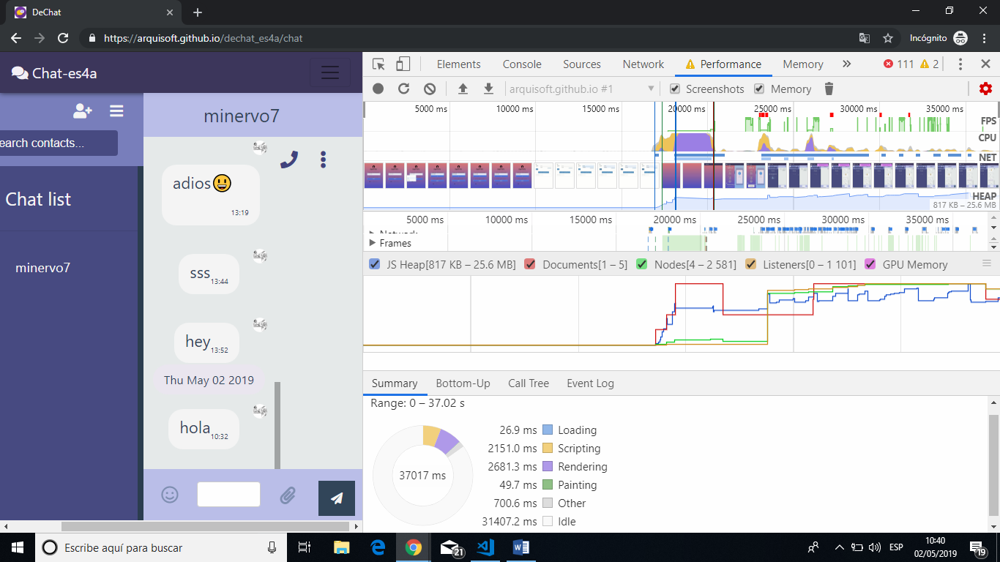 DeChat
https://arquisoft.github.io/dechat_es4a/chat
Incógnito
Chat-es4a
earch contacts...
Chat list
minervo7
minervo7
adios
13:19
sss
13:44
hey
13:52
Thu May 02 2019
hola
10:32
Elements
Console
Sources
Network
Performance
Memory
111
2
arquisoft.github.io #1
Screenshots
Memory
5000 ms
10000 ms
15000 ms
20000 ms
25000 ms
30000 ms
35000 ms
FPS
CPU
NET
HEAP
817 KB – 25.6 MB
5000 ms
10000 ms
15000 ms
20000 ms
25000 ms
30000 ms
35000 ms
Network
Frames
JS Heap[817 KB – 25.6 MB]
Documents[1 – 5]
Nodes[4 – 2 581]
Listeners[0 – 1 101]
GPU Memory
Summary
Bottom-Up
Call Tree
Event Log
Range: 0 – 37.02 s
37017 ms
26.9 ms Loading
2151.0 ms Scripting
2681.3 ms Rendering
49.7 ms Painting
700.6 ms Other
31407.2 ms Idle
Escribe aquí para buscar
21
ESP
10:40
02/05/2019
19